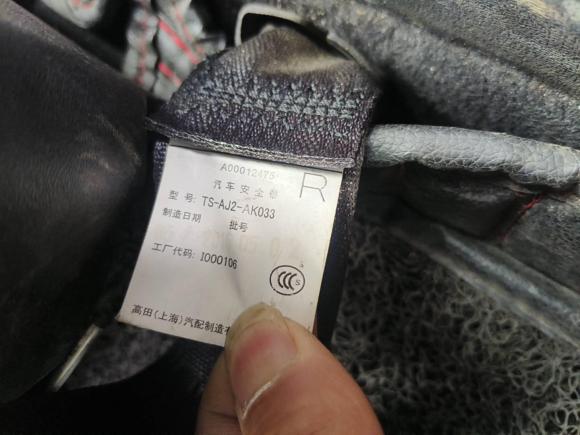 A00012475
R
汽车安全带
型号: TS-AJ2-AK033
制造日期 批号
工厂代码: I000106
CCC S
高田(上海)汽配制造